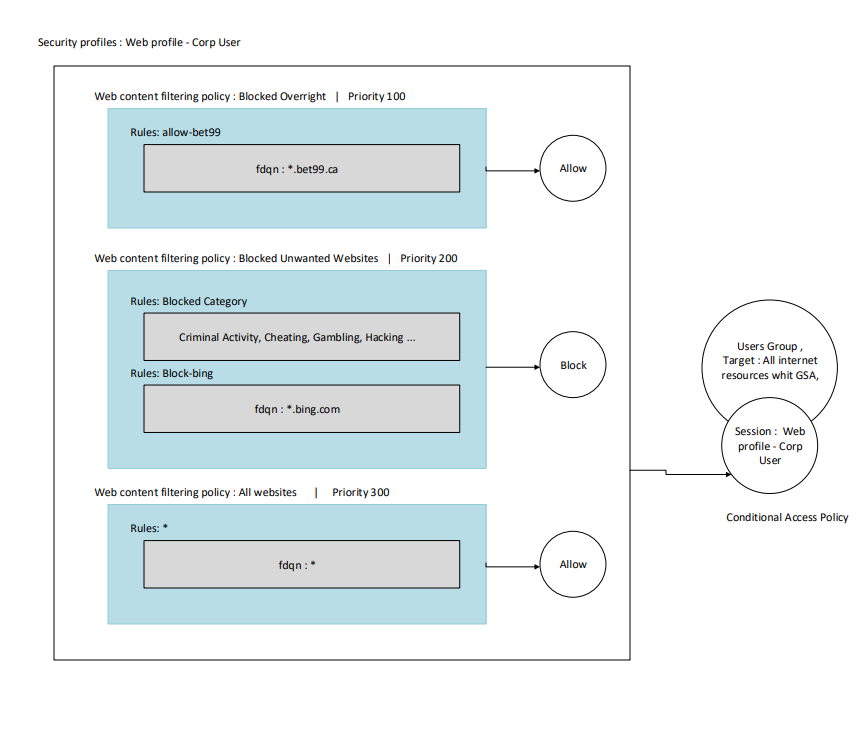 Security profiles : Web profile - Corp User
Web content filtering policy : Blocked Overright | Priority 100
Rules: allow-bet99
fdqn : *.bet99.ca
Allow
Web content filtering policy : Blocked Unwanted Websites | Priority 200
Rules: Blocked Category
Criminal Activity, Cheating, Gambling, Hacking ...
Rules: Block-bing
fdqn : *.bing.com
Block
Web content filtering policy : All websites | Priority 300
Rules: *
fdqn : *
Allow
Users Group ,
Target : All internet
resources whit GSA,
Session : Web
profile - Corp
User
Conditional Access Policy